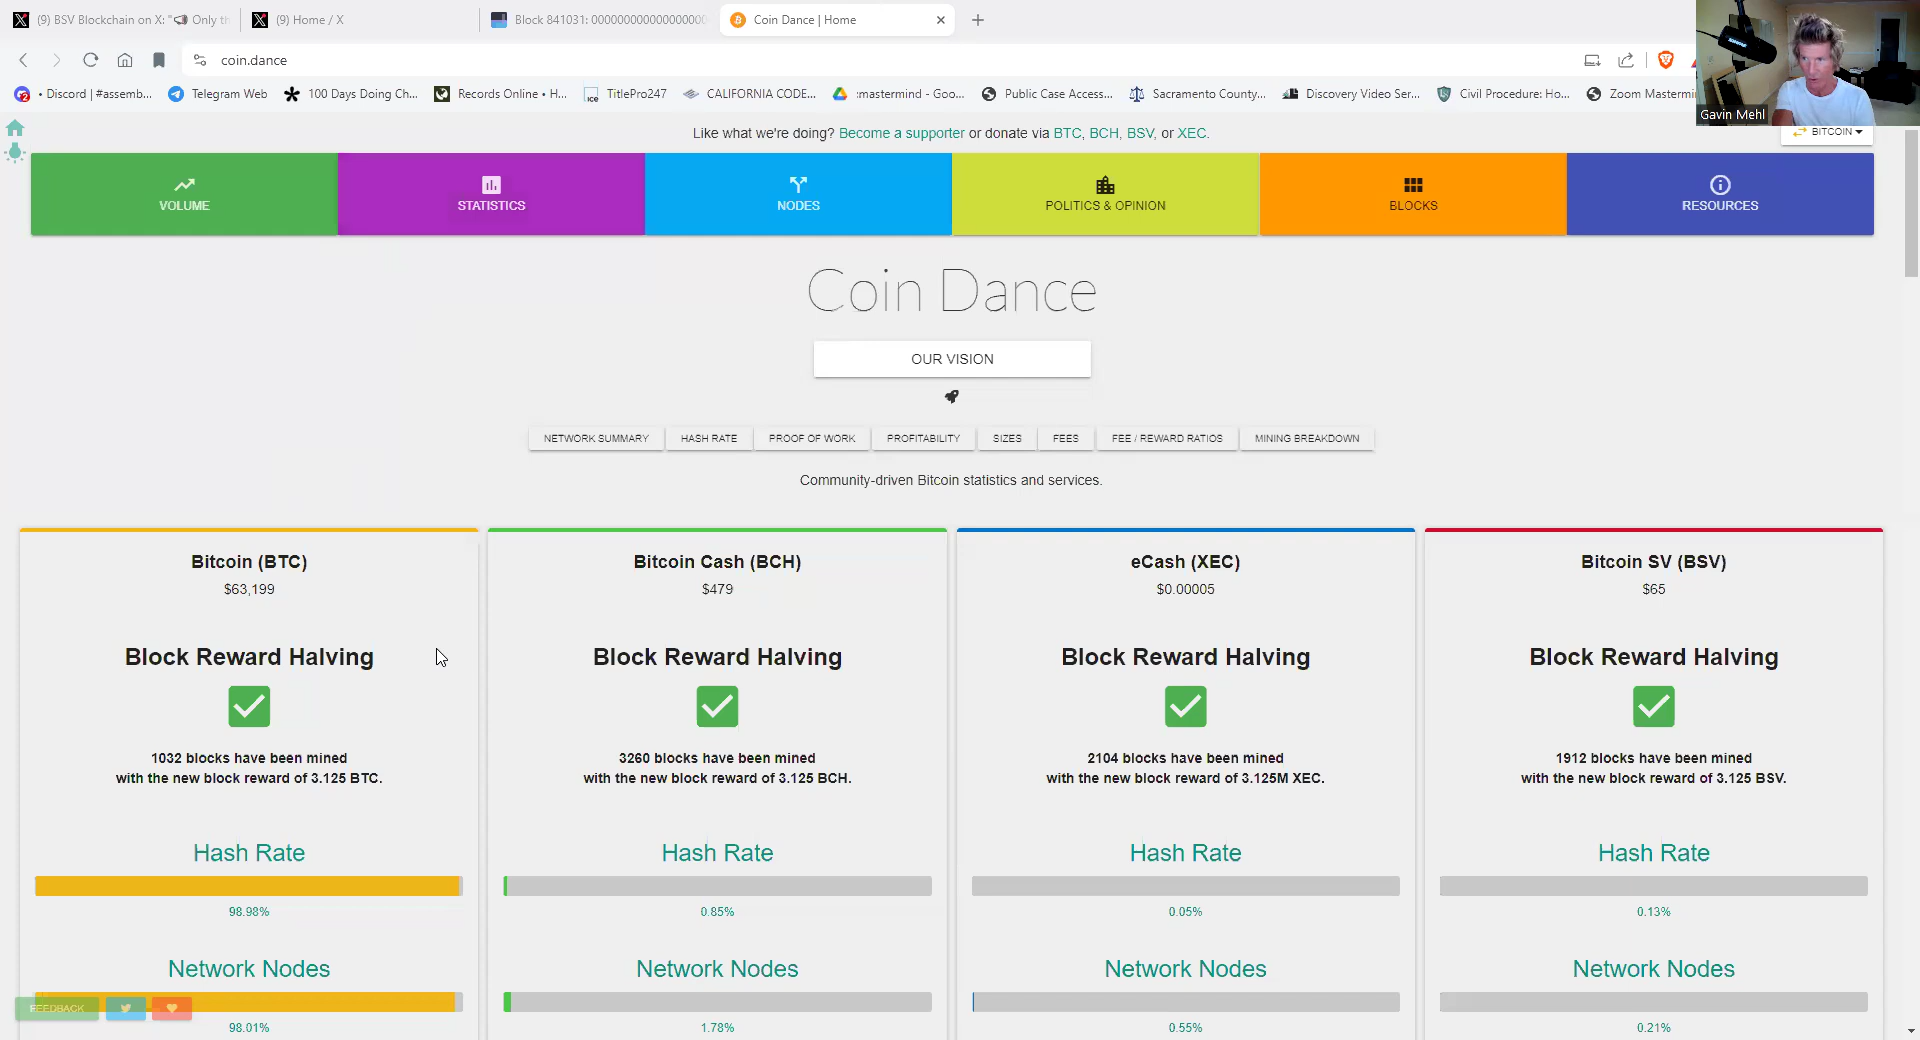 (9) BSV Blockchain on X: "📢 Only th
(9) Home / X
Block 841031: 000000000000000000
Coin Dance | Home
coin.dance
• Discord | #assemb...
Telegram Web
100 Days Doing Ch...
Records Online • H...
TitlePro247
CALIFORNIA CODE...
:mastermind - Goo...
Public Case Access...
Sacramento County...
Discovery Video Ser...
Civil Procedure: Ho...
Zoom Mastermi
Gavin Mehl
Like what we're doing? Become a supporter or donate via BTC, BCH, BSV, or XEC.
BITCOIN
VOLUME
STATISTICS
NODES
POLITICS & OPINION
BLOCKS
RESOURCES
Coin Dance
OUR VISION
NETWORK SUMMARY
HASH RATE
PROOF OF WORK
PROFITABILITY
SIZES
FEES
FEE / REWARD RATIOS
MINING BREAKDOWN
Community-driven Bitcoin statistics and services.
Bitcoin (BTC)
$63,199
Block Reward Halving
1032 blocks have been mined
with the new block reward of 3.125 BTC.
Hash Rate
98.98%
Network Nodes
98.01%
Bitcoin Cash (BCH)
$479
Block Reward Halving
3260 blocks have been mined
with the new block reward of 3.125 BCH.
Hash Rate
0.85%
Network Nodes
1.78%
eCash (XEC)
$0.00005
Block Reward Halving
2104 blocks have been mined
with the new block reward of 3.125M XEC.
Hash Rate
0.05%
Network Nodes
0.55%
Bitcoin SV (BSV)
$65
Block Reward Halving
1912 blocks have been mined
with the new block reward of 3.125 BSV.
Hash Rate
0.13%
Network Nodes
0.21%
FEEDBACK